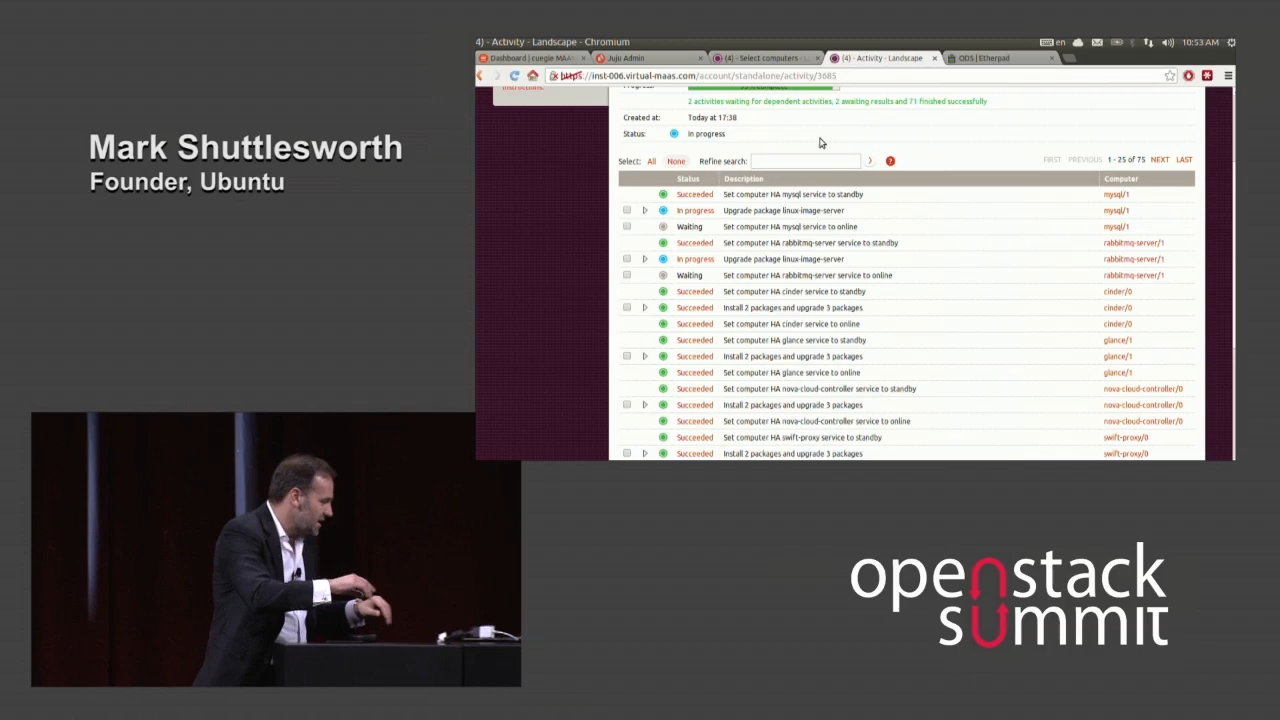 Mark Shuttlesworth
Founder, Ubuntu
4) - Activity - Landscape - Chromium
en
10:53 AM
Dashboard | cuegle MAAS
Juju Admin
(4) - Select computers -
(4) - Activity - Landscape
ODS | Etherpad
https://inst-006.virtual-maas.com/account/standalone/activity/3685
instructions.
Progress:
2 activities waiting for dependent activities, 2 awaiting results and 71 finished successfully
Created at: Today at 17:38
Status: In progress
Select: All None Refine search: FIRST PREVIOUS 1 - 25 of 75 NEXT LAST
Status Description Computer
Succeeded Set computer HA mysql service to standby mysql/1
In progress Upgrade package linux-image-server mysql/1
Waiting Set computer HA mysql service to online mysql/1
Succeeded Set computer HA rabbitmq-server service to standby rabbitmq-server/1
In progress Upgrade package linux-image-server rabbitmq-server/1
Waiting Set computer HA rabbitmq-server service to online rabbitmq-server/1
Succeeded Set computer HA cinder service to standby cinder/0
Succeeded Install 2 packages and upgrade 3 packages cinder/0
Succeeded Set computer HA cinder service to online cinder/0
Succeeded Set computer HA glance service to standby glance/1
Succeeded Install 2 packages and upgrade 3 packages glance/1
Succeeded Set computer HA glance service to online glance/1
Succeeded Set computer HA nova-cloud-controller service to standby nova-cloud-controller/0
Succeeded Install 2 packages and upgrade 3 packages nova-cloud-controller/0
Succeeded Set computer HA nova-cloud-controller service to online nova-cloud-controller/0
Succeeded Set computer HA swift-proxy service to standby swift-proxy/0
Succeeded Install 2 packages and upgrade 3 packages swift-proxy/0
openstack
summit